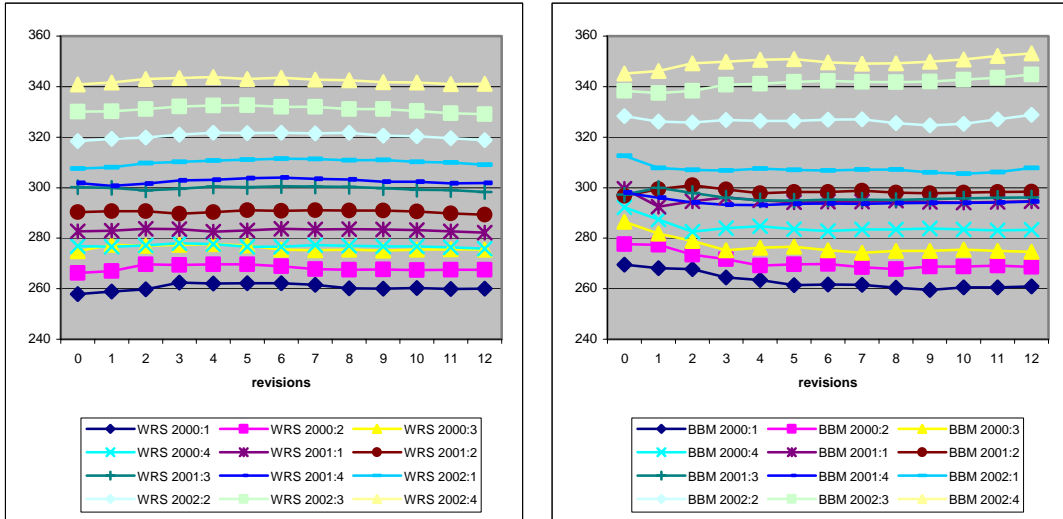 360
340
320
300
280
260
240
0 1 2 3 4 5 6 7 8 9 10 11 12
revisions
WRS 2000:1 WRS 2000:2 WRS 2000:3
WRS 2000:4 WRS 2001:1 WRS 2001:2
WRS 2001:3 WRS 2001:4 WRS 2002:1
WRS 2002:2 WRS 2002:3 WRS 2002:4
360
340
320
300
280
260
240
0 1 2 3 4 5 6 7 8 9 10 11 12
revisions
BBM 2000:1 BBM 2000:2 BBM 2000:3
BBM 2000:4 BBM 2001:1 BBM 2001:2
BBM 2001:3 BBM 2001:4 BBM 2002:1
BBM 2002:2 BBM 2002:3 BBM 2002:4